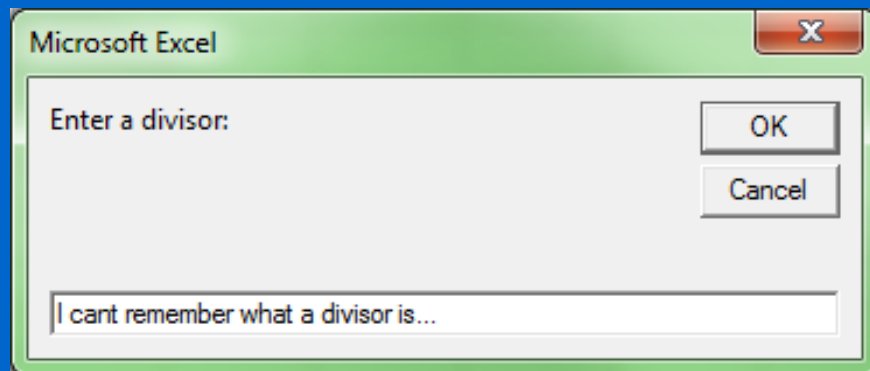 Microsoft Excel
Enter a divisor:
OK
Cancel
I cant remember what a divisor is...